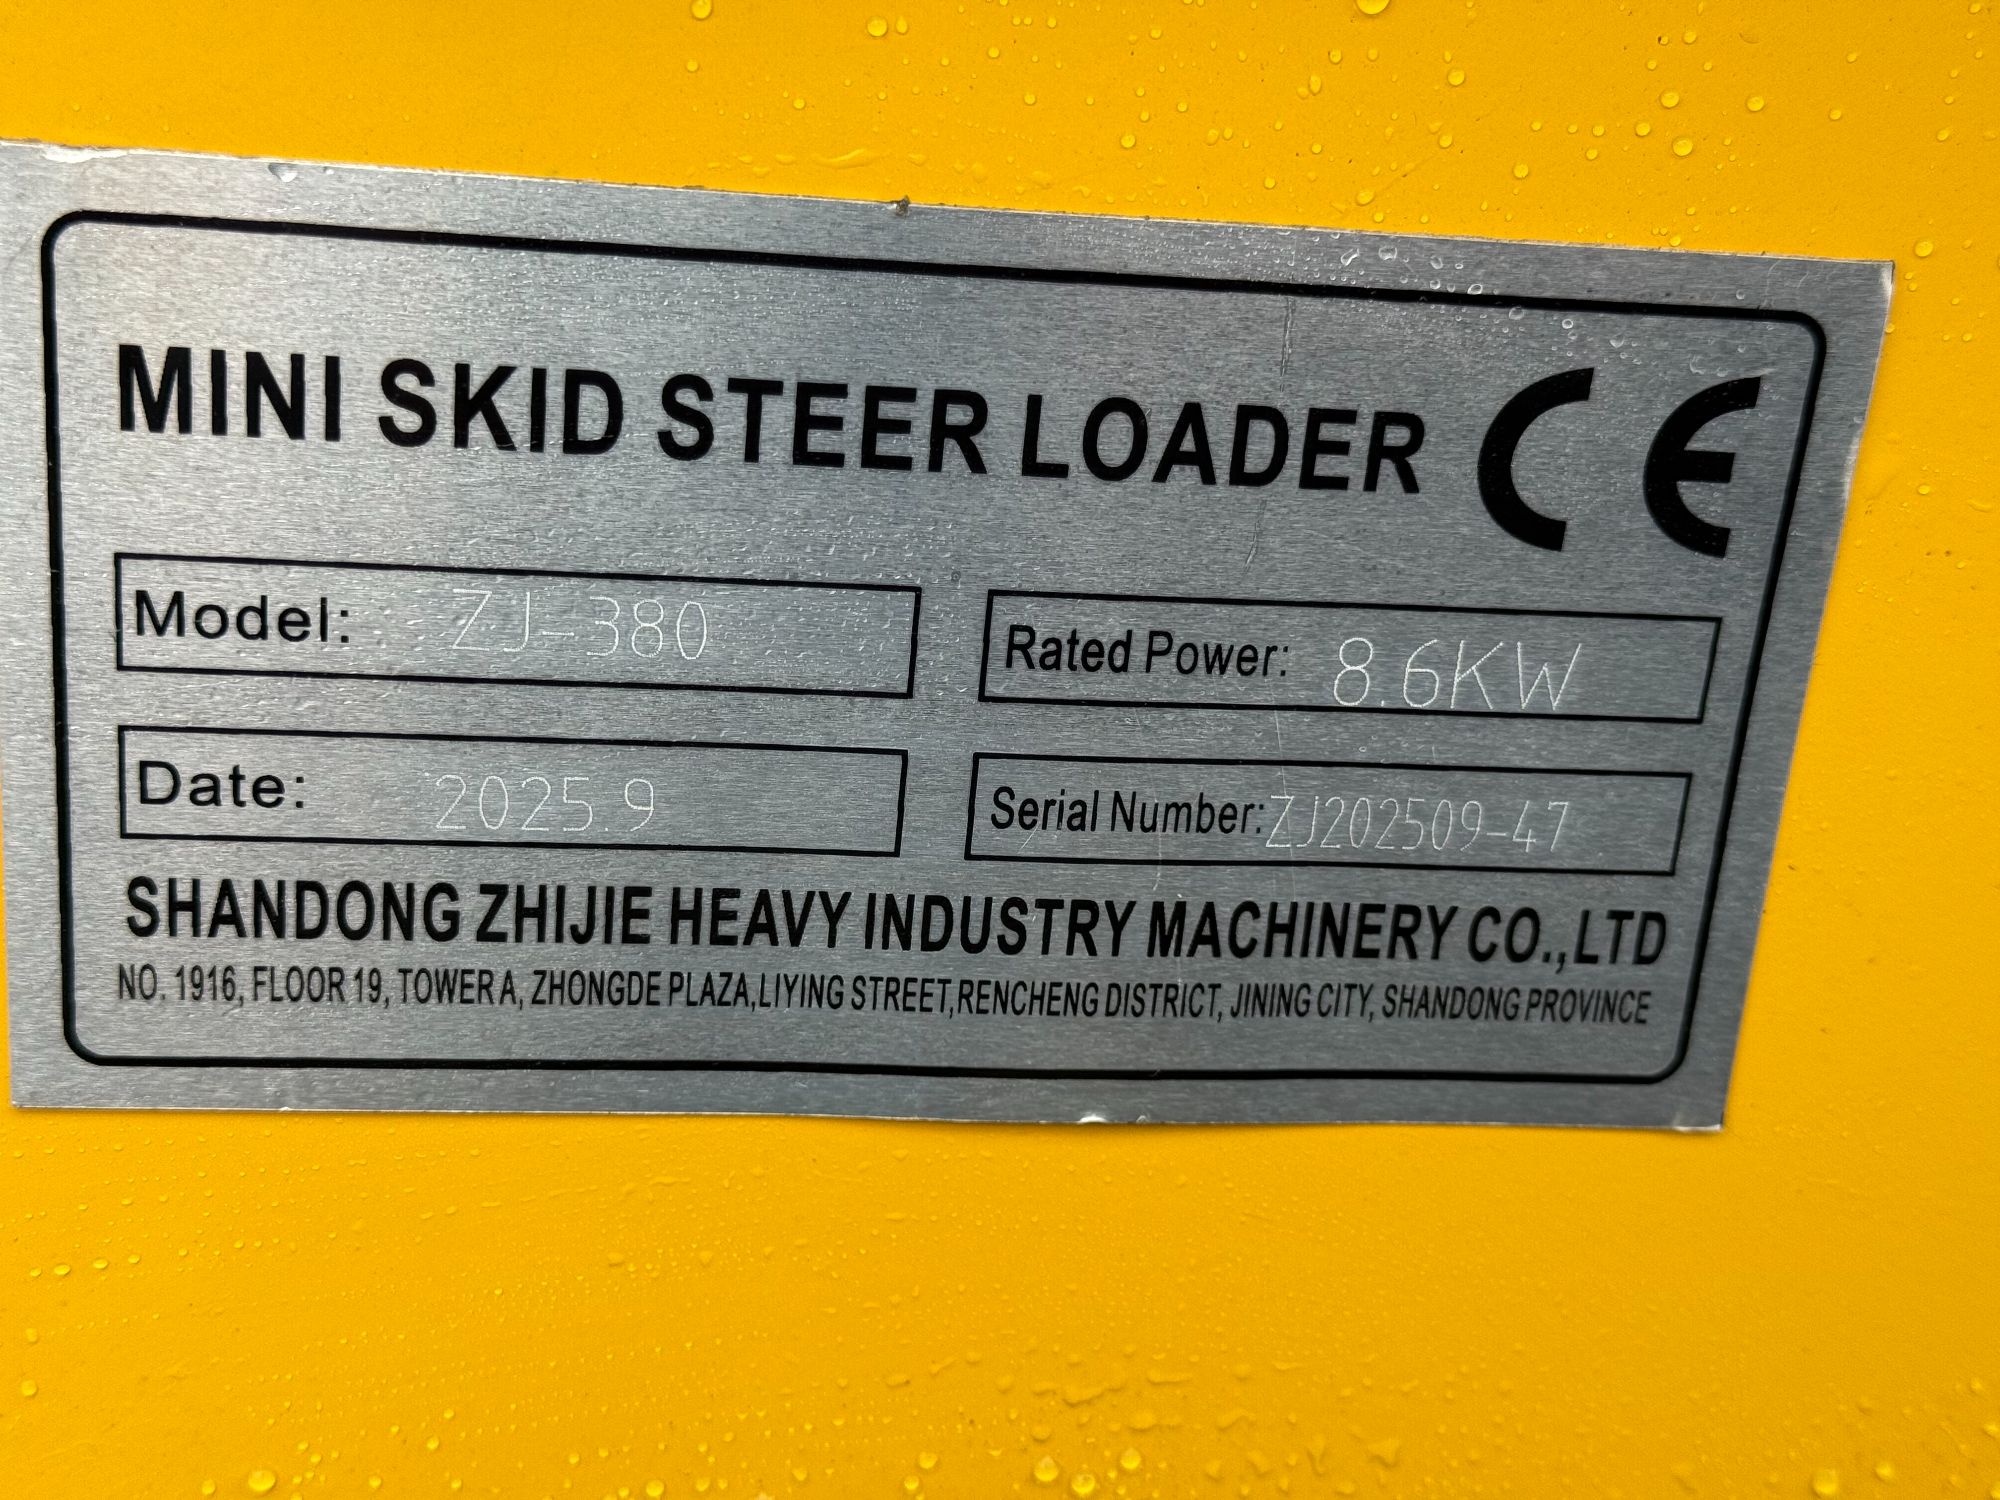 MINI SKID STEER LOADER CE
Model: ZJ-380
Rated Power: 8.6KW
Date: 2025.9
Serial Number: ZJ202509-47
SHANDONG ZHIJIE HEAVY INDUSTRY MACHINERY CO.,LTD
NO. 1916, FLOOR 19, TOWER A, ZHONGDE PLAZA,LIYING STREET,RENCHENG DISTRICT, JINING CITY, SHANDONG PROVINCE